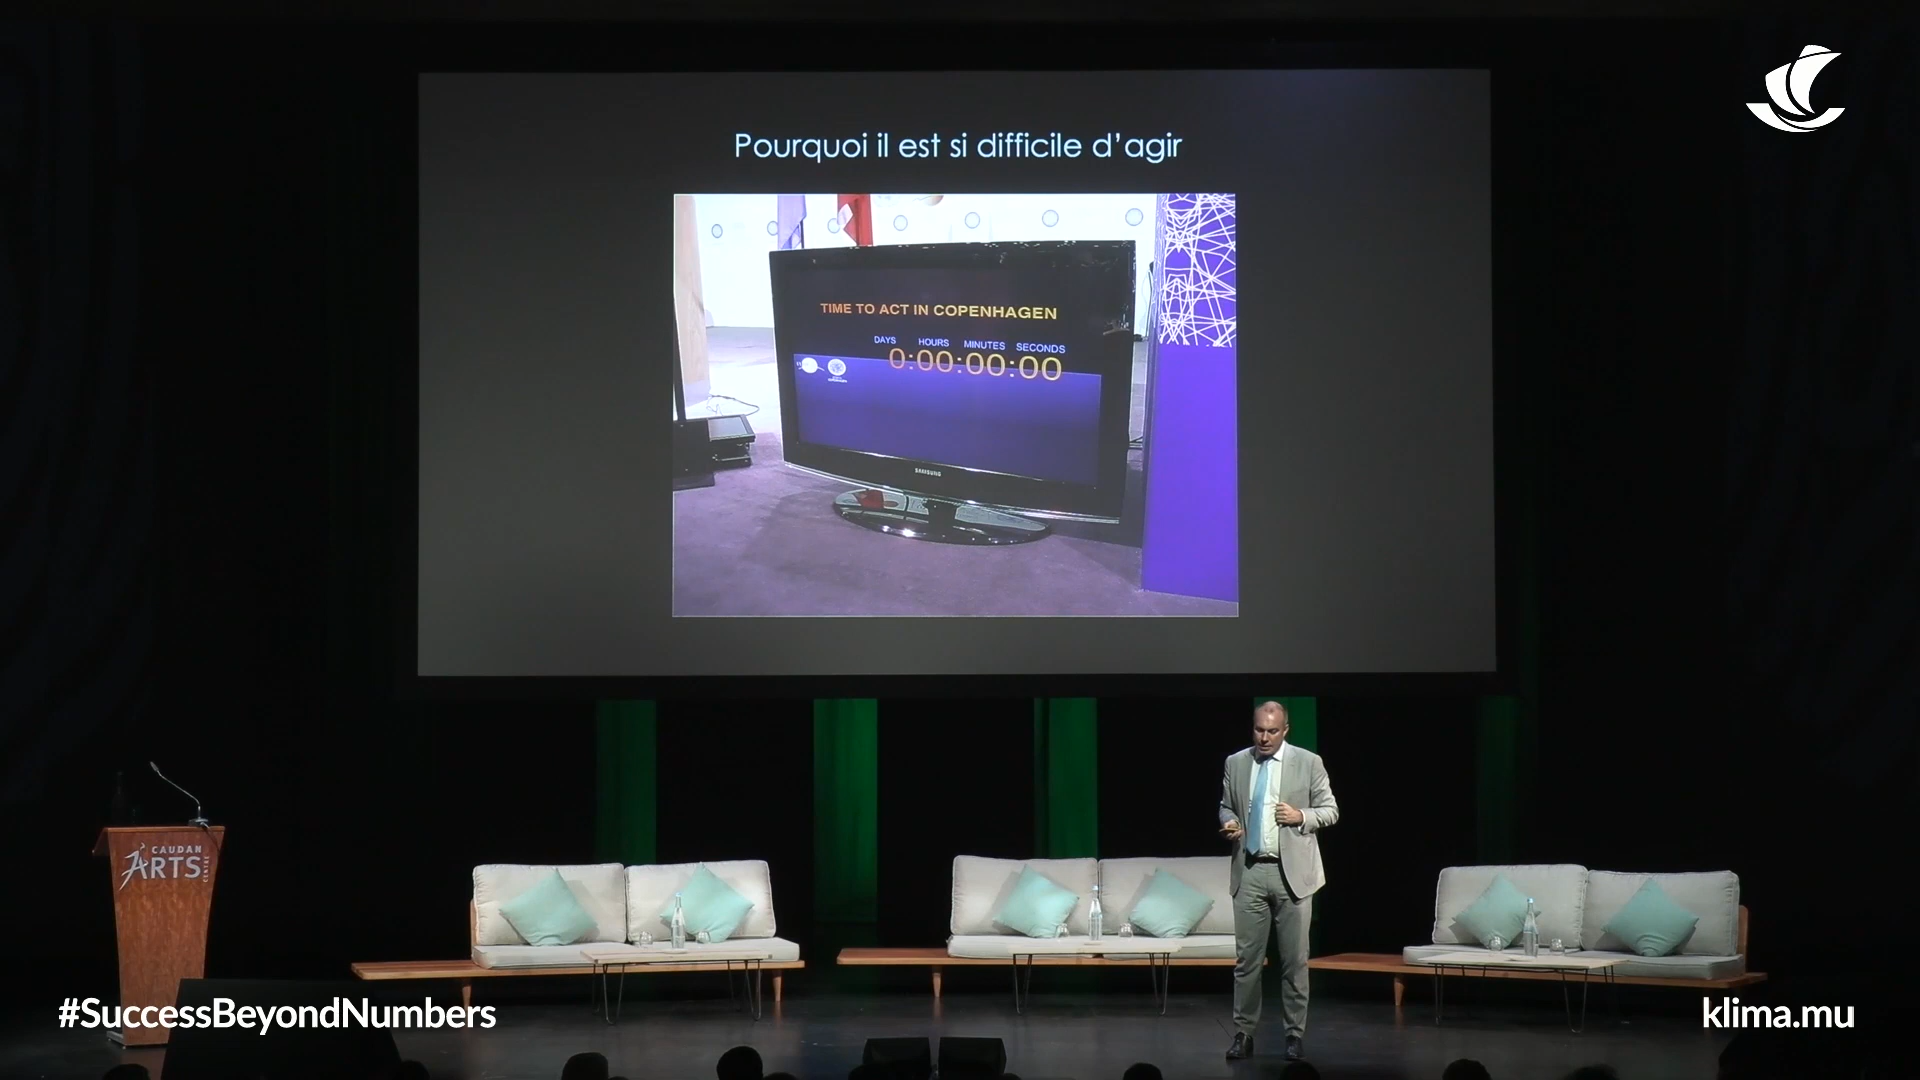 Pourquoi il est si difficile d’agir
TIME TO ACT IN COPENHAGEN
DAYS HOURS MINUTES SECONDS
0:00:00:00
SAMSUNG
CAUDAN
ARTS
CENTRE
#SuccessBeyondNumbers
klima.mu